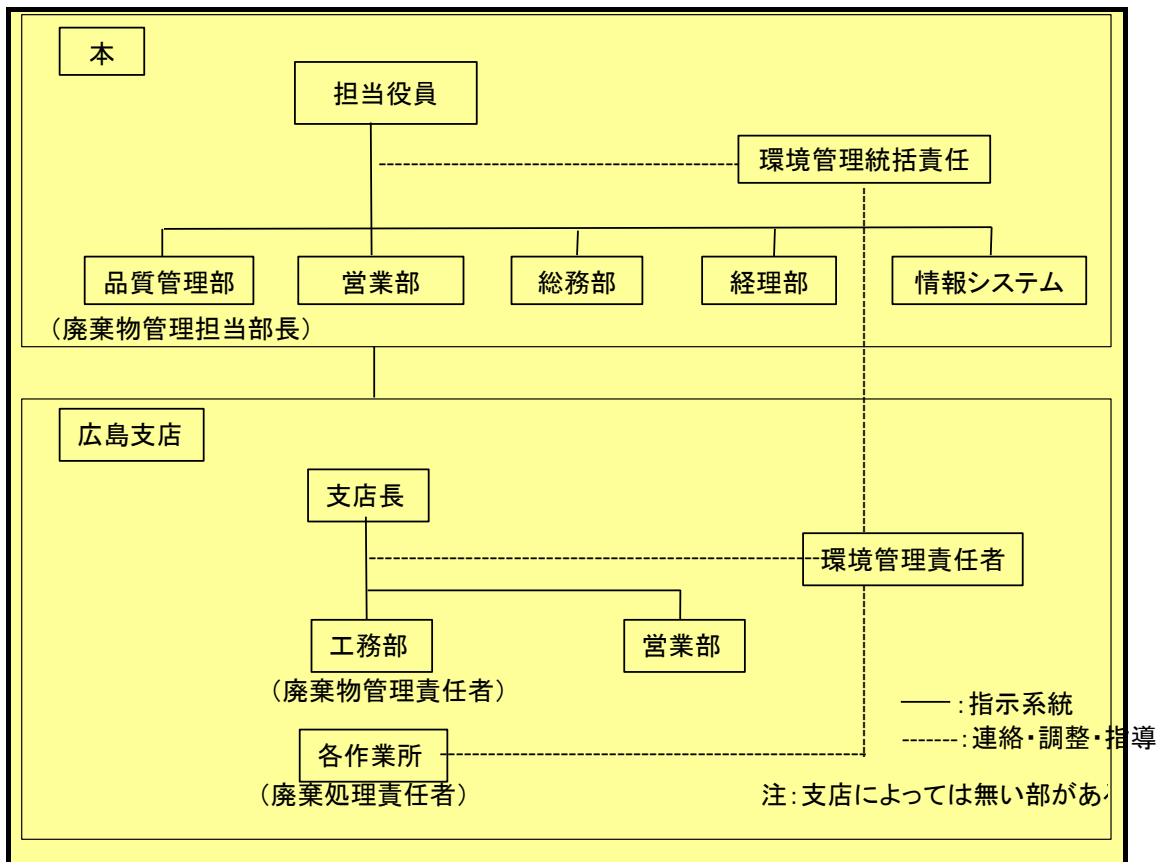 本
担当役員
環境管理統括責任
品質管理部
営業部
総務部
経理部
情報システム
（廃棄物管理担当部長）
広島支店
支店長
環境管理責任者
工務部
営業部
（廃棄物管理責任者）
――：指示系統
-------：連絡・調整・指導
各作業所
（廃棄処理責任者）
注：支店によっては無い部があ